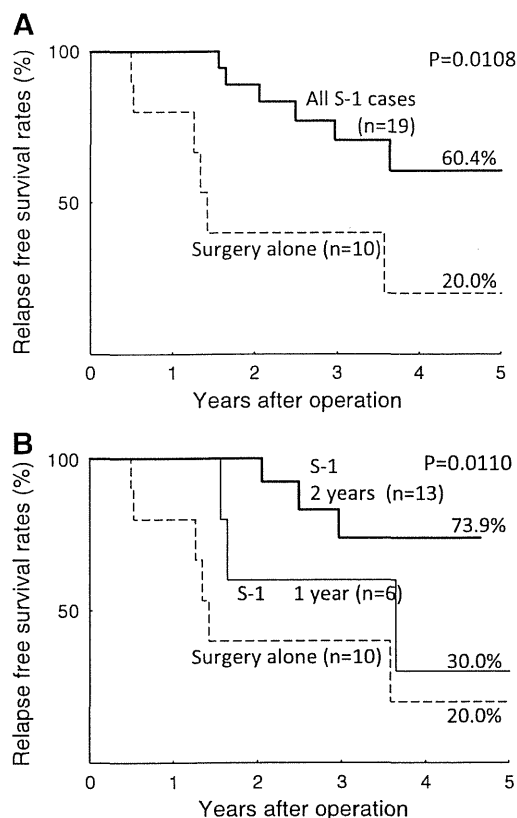 A
Relapse free survival rates (%)
100
50
P=0.0108
All S-1 cases
(n=19)
60.4%
Surgery alone (n=10)
20.0%
0 1 2 3 4 5
Years after operation
B
Relapse free survival rates (%)
100
50
P=0.0110
S-1
2 years (n=13)
73.9%
S-1 1 year (n=6)
Surgery alone (n=10)
30.0%
20.0%
0 1 2 3 4 5
Years after operation